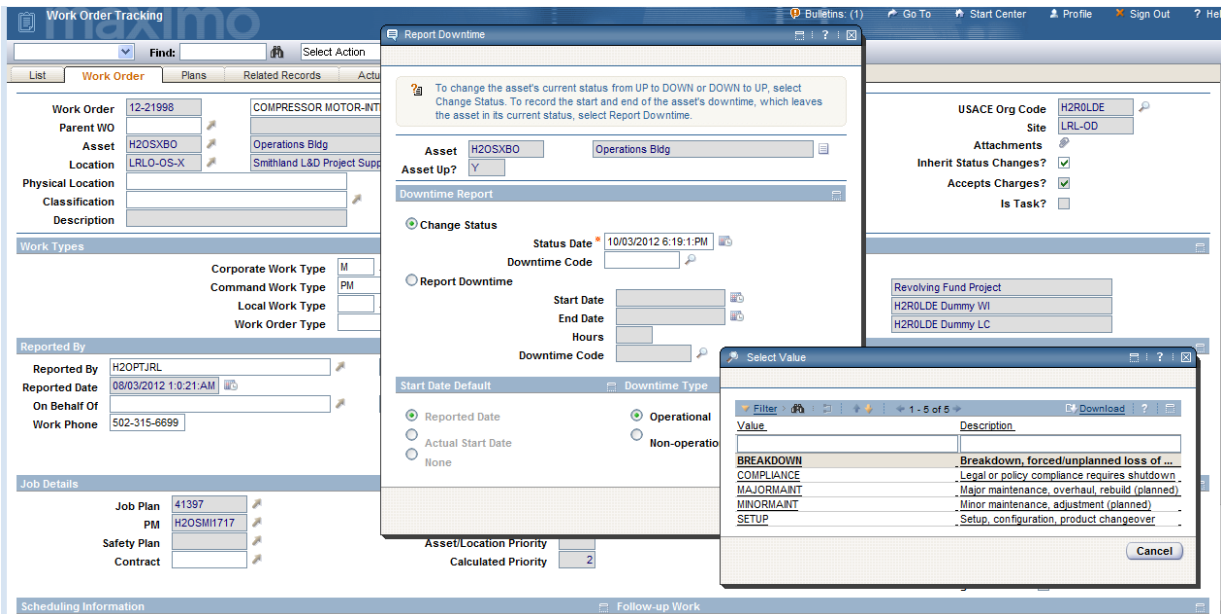 Work Order Tracking
maximo
Bulletins: (1) Go To Start Center Profile Sign Out ? Hel
Find: Select Action
List Work Order Plans Related Records Actu
Work Order 12-21998 COMPRESSOR MOTOR-INT
Parent WO
Asset H2OSXBO Operations Bldg
Location LRLO-OS-X Smithland L&D Project Supp
Physical Location
Classification
Description
USACE Org Code H2R0LDE
Site LRL-OD
Attachments
Inherit Status Changes?
Accepts Charges?
Is Task?
Work Types
Corporate Work Type M
Command Work Type PM
Local Work Type
Work Order Type
Revolving Fund Project
H2R0LDE Dummy WI
H2R0LDE Dummy LC
Reported By
Reported By H2OPTJRL
Reported Date 08/03/2012 1:0:21:AM
On Behalf Of
Work Phone 502-315-6699
Job Details
Job Plan 41397
PM H2OSMI1717
Safety Plan
Contract
Asset/Location Priority
Calculated Priority 2
Scheduling Information
Follow-up Work
Report Downtime
?
To change the asset's current status from UP to DOWN or DOWN to UP, select
Change Status. To record the start and end of the asset's downtime, which leaves
the asset in its current status, select Report Downtime.
Asset H2OSXBO Operations Bldg
Asset Up? Y
Downtime Report
Change Status
Status Date * 10/03/2012 6:19:1:PM
Downtime Code
Report Downtime
Start Date
End Date
Hours
Downtime Code
Start Date Default Downtime Type
Reported Date Operational
Actual Start Date Non-operatio
None
Select Value
?
Filter 1 - 5 of 5 Download ?
Value Description
BREAKDOWN Breakdown, forced/unplanned loss of ...
COMPLIANCE Legal or policy compliance requires shutdown
MAJORMAINT Major maintenance, overhaul, rebuild (planned)
MINORMAINT Minor maintenance, adjustment (planned)
SETUP Setup, configuration, product changeover
Cancel